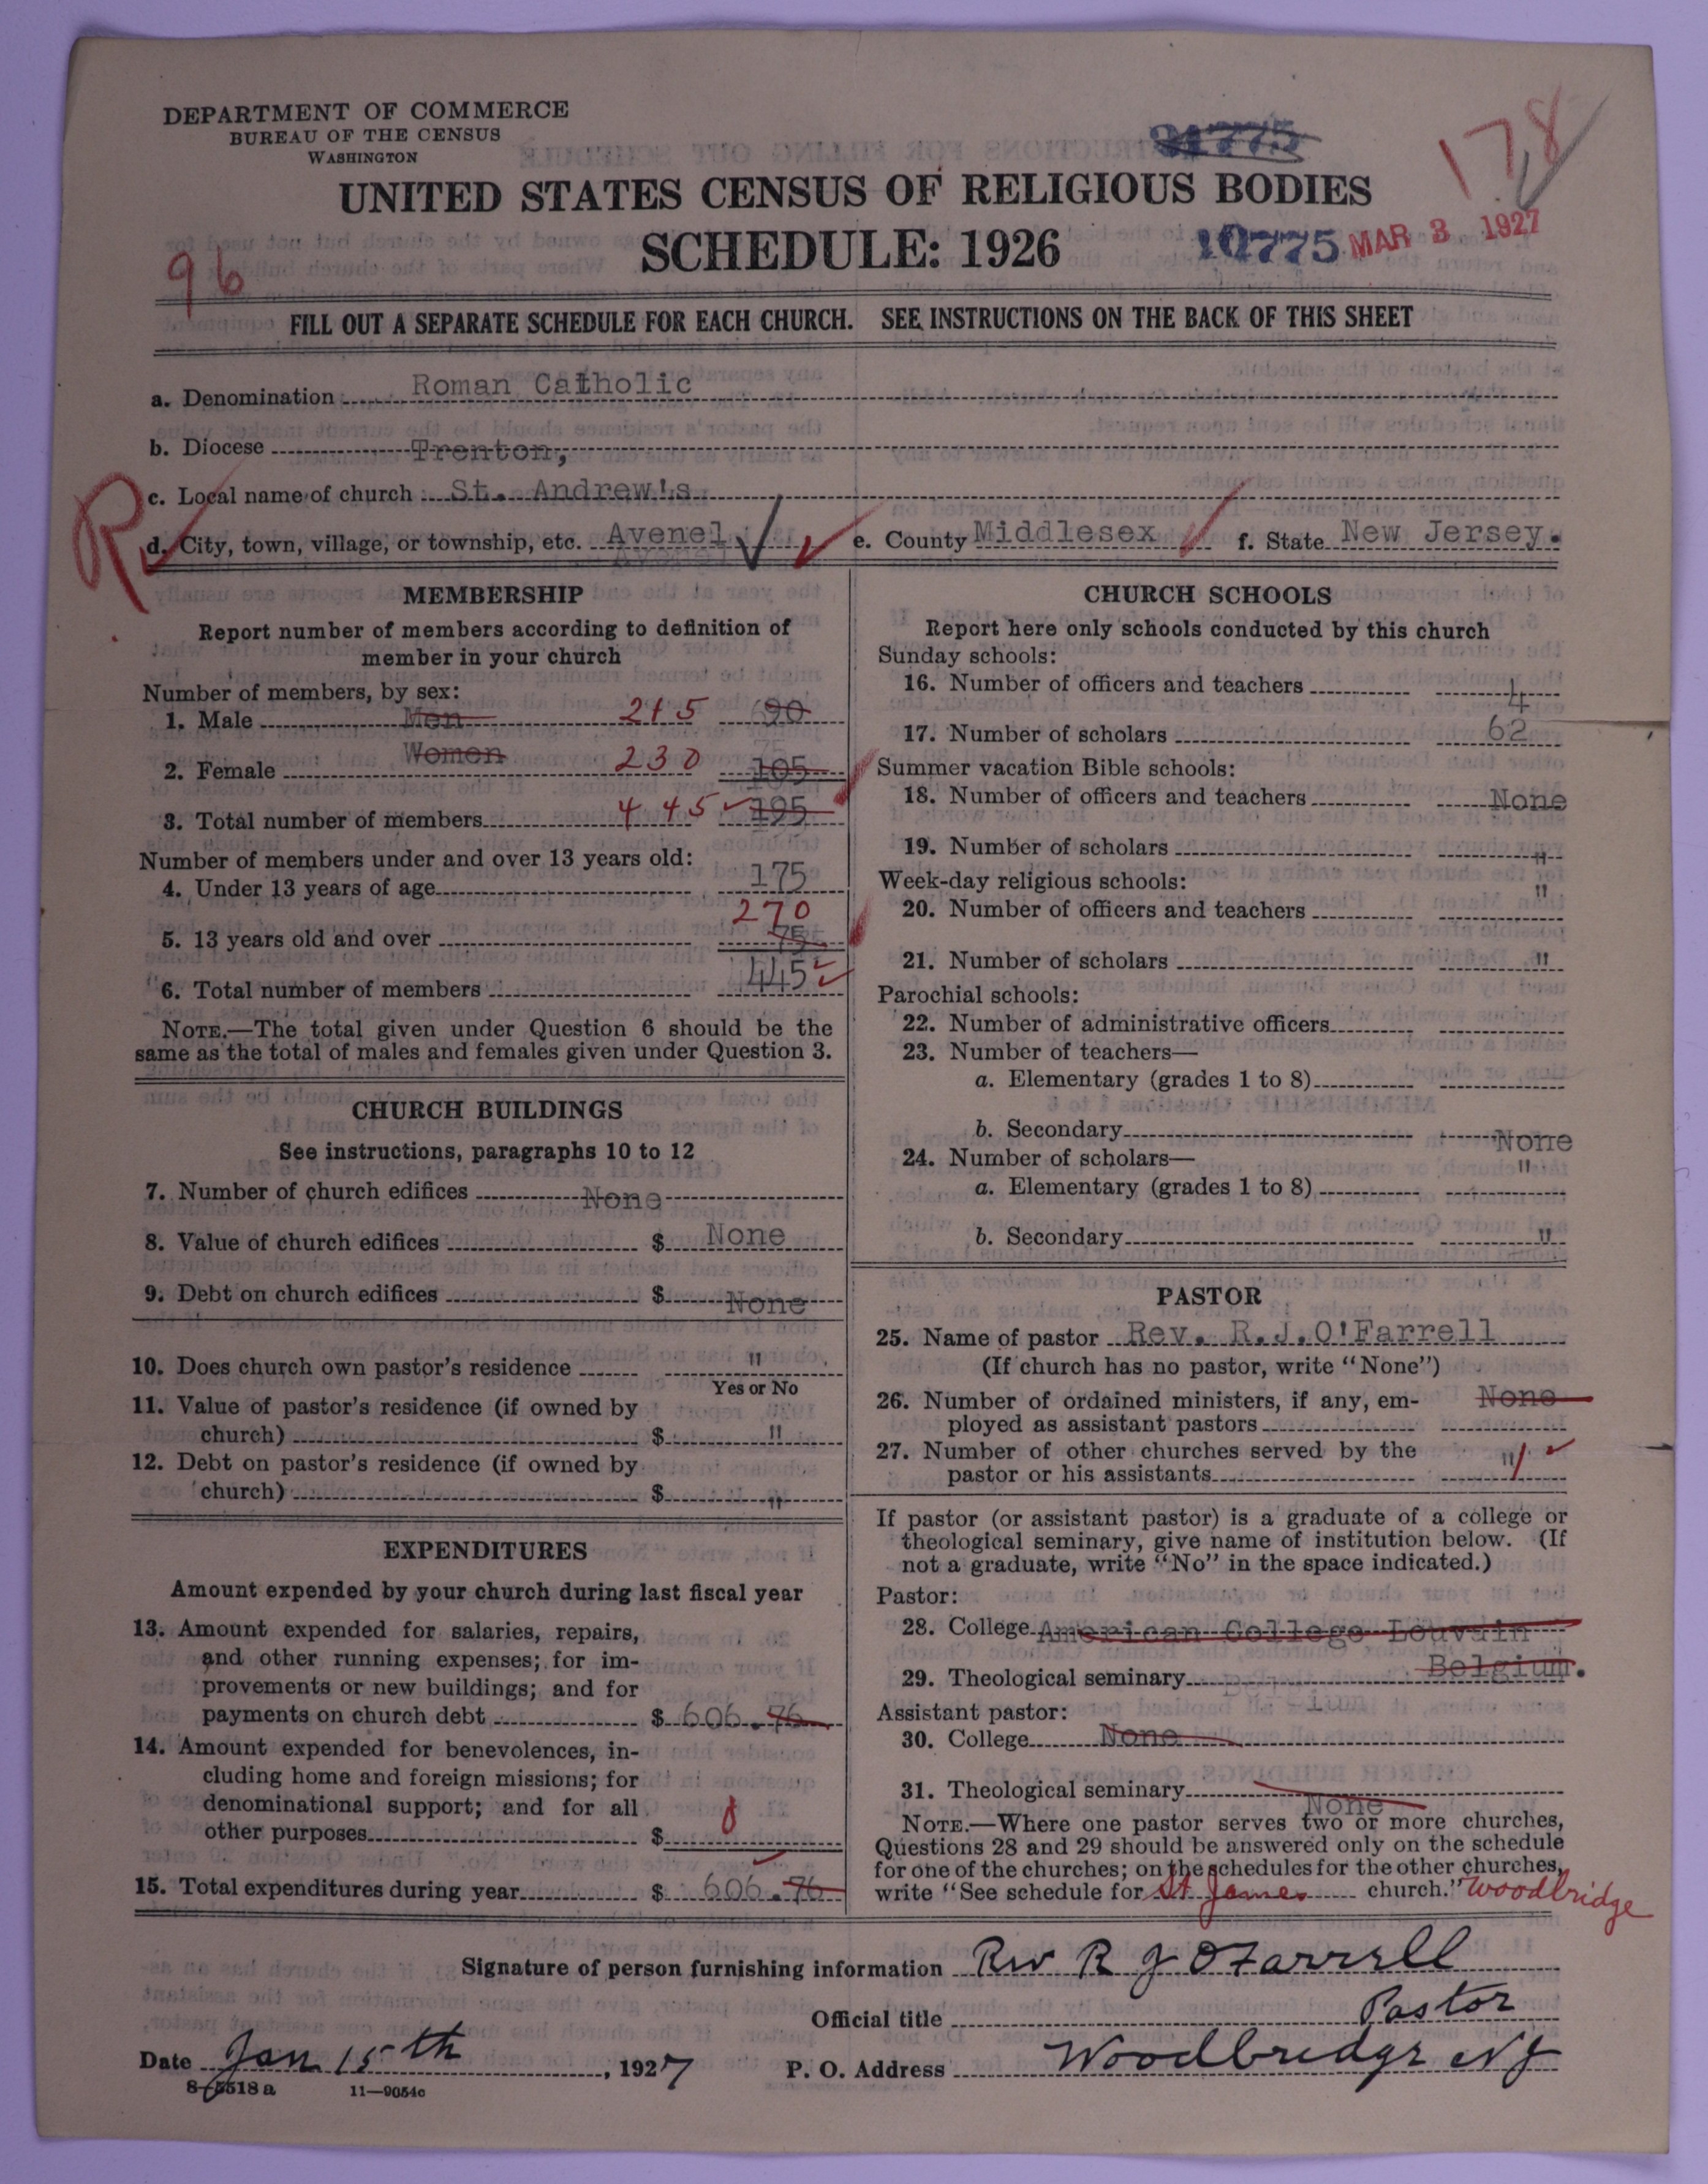 DEPARTMENT OF COMMERCE
BUREAU OF THE CENSUS
WASHINGTON
31775
178
UNITED STATES CENSUS OF RELIGIOUS BODIES
SCHEDULE: 1926
10775 MAR 3 1927
96
FILL OUT A SEPARATE SCHEDULE FOR EACH CHURCH. SEE INSTRUCTIONS ON THE BACK OF THIS SHEET
a. Denomination Roman Catholic
b. Diocese Trenton,
R
c. Local name of church St. Andrew's
d. City, town, village, or township, etc. Avenel e. County Middlesex f. State New Jersey.
MEMBERSHIP
Report number of members according to definition of
member in your church
Number of members, by sex:
1. Male Men 215 90
2. Female Women 230 105
3. Total number of members 445 195
Number of members under and over 13 years old:
4. Under 13 years of age 175
270
5. 13 years old and over 75
6. Total number of members 445
NOTE.—The total given under Question 6 should be the
same as the total of males and females given under Question 3.
CHURCH BUILDINGS
See instructions, paragraphs 10 to 12
7. Number of church edifices None
8. Value of church edifices $ None
9. Debt on church edifices $ None
10. Does church own pastor's residence "
Yes or No
11. Value of pastor's residence (if owned by
church) $ "
12. Debt on pastor's residence (if owned by
church) $ "
EXPENDITURES
Amount expended by your church during last fiscal year
13. Amount expended for salaries, repairs,
and other running expenses; for im-
provements or new buildings; and for
payments on church debt $ 606.76
14. Amount expended for benevolences, in-
cluding home and foreign missions; for
denominational support; and for all
other purposes $ 0
15. Total expenditures during year $ 606.76
CHURCH SCHOOLS
Report here only schools conducted by this church
Sunday schools:
16. Number of officers and teachers 4
17. Number of scholars 62
Summer vacation Bible schools:
18. Number of officers and teachers None
19. Number of scholars "
Week-day religious schools:
20. Number of officers and teachers "
21. Number of scholars "
Parochial schools:
22. Number of administrative officers
23. Number of teachers—
a. Elementary (grades 1 to 8)
b. Secondary None
24. Number of scholars—
a. Elementary (grades 1 to 8) "
b. Secondary "
PASTOR
25. Name of pastor Rev. R.J.O'Farrell
(If church has no pastor, write "None")
26. Number of ordained ministers, if any, em-
ployed as assistant pastors None
27. Number of other churches served by the
pastor or his assistants " 1
If pastor (or assistant pastor) is a graduate of a college or
theological seminary, give name of institution below. (If
not a graduate, write "No" in the space indicated.)
Pastor:
28. College American College Louvain
29. Theological seminary Belgium.
Assistant pastor:
30. College None
31. Theological seminary None
NOTE.—Where one pastor serves two or more churches,
Questions 28 and 29 should be answered only on the schedule
for one of the churches; on the schedules for the other churches,
write "See schedule for St James church." Woodbridge
Signature of person furnishing information Rev R J OFarrell
Official title Pastor
Date Jan 15th, 1927 P. O. Address Woodbridge NJ
8-5518 a 11—9054c